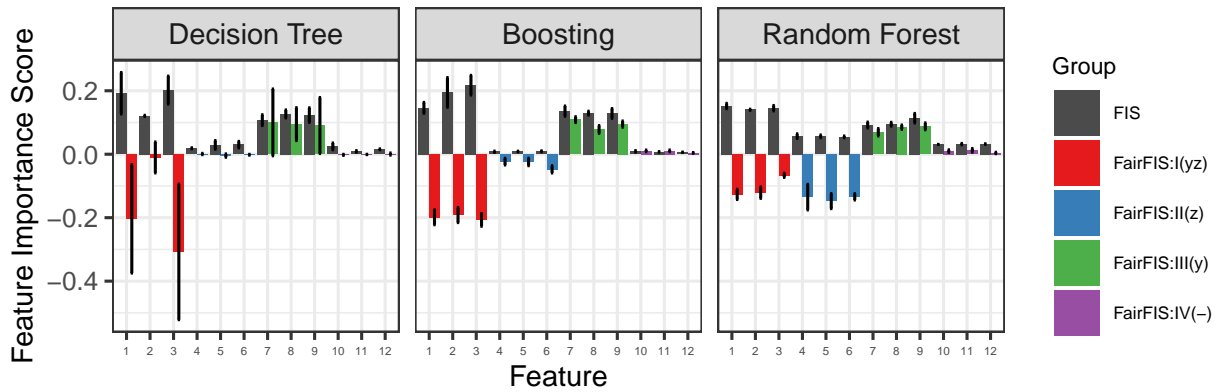 Decision Tree Boosting Random Forest
Feature Importance Score
0.2
0.0
−0.2
−0.4
1 2 3 4 5 6 7 8 9 10 11 12 1 2 3 4 5 6 7 8 9 10 11 12 1 2 3 4 5 6 7 8 9 10 11 12
Feature
Group
FIS
FairFIS:I(yz)
FairFIS:II(z)
FairFIS:III(y)
FairFIS:IV(−)